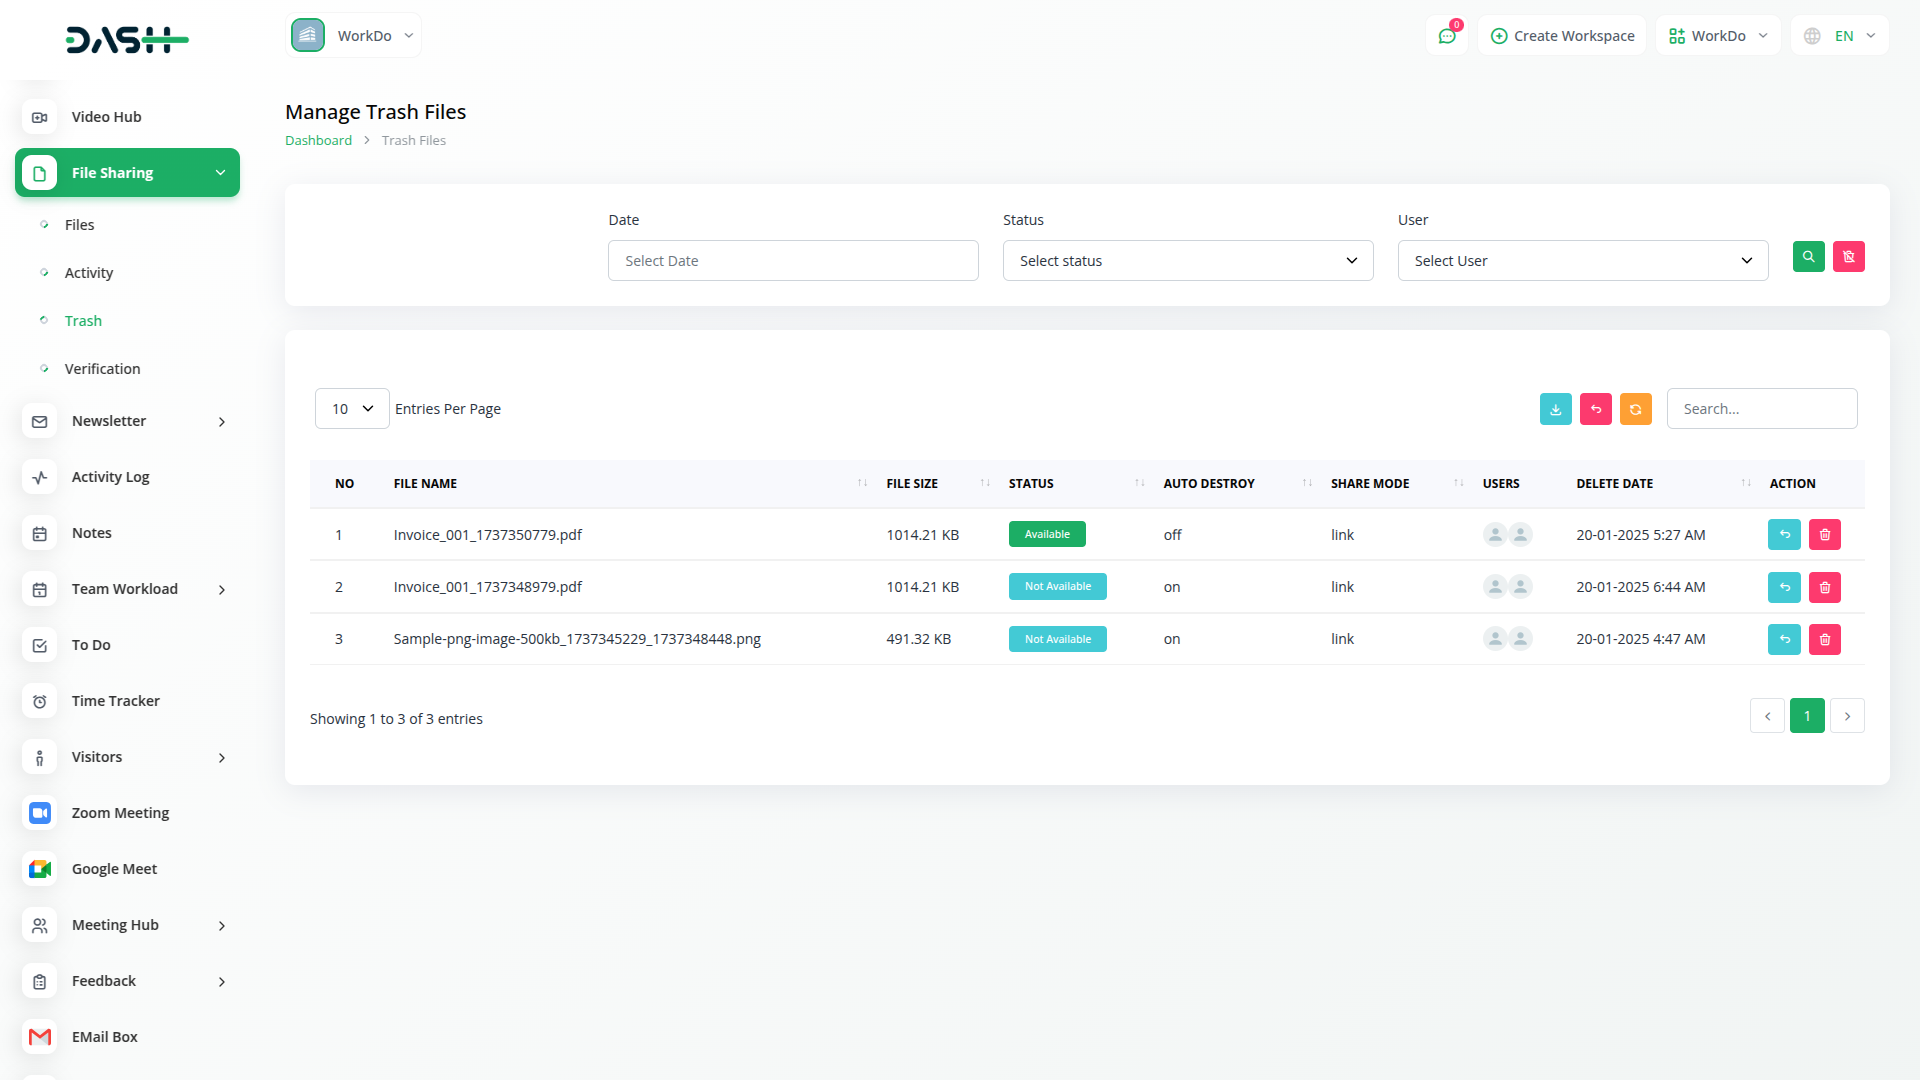 DASH
WorkDo
0
Create Workspace
WorkDo
EN
Video Hub
File Sharing
Files
Activity
Trash
Verification
Newsletter
Activity Log
Notes
Team Workload
To Do
Time Tracker
Visitors
Zoom Meeting
Google Meet
Meeting Hub
Feedback
EMail Box
Manage Trash Files
Dashboard > Trash Files
Date Status User
Select Date Select status Select User
10 Entries Per Page
Search...
NO FILE NAME FILE SIZE STATUS AUTO DESTROY SHARE MODE USERS DELETE DATE ACTION
1 Invoice_001_1737350779.pdf 1014.21 KB Available off link 20-01-2025 5:27 AM
2 Invoice_001_1737348979.pdf 1014.21 KB Not Available on link 20-01-2025 6:44 AM
3 Sample-png-image-500kb_1737345229_1737348448.png 491.32 KB Not Available on link 20-01-2025 4:47 AM
Showing 1 to 3 of 3 entries
‹ 1 ›